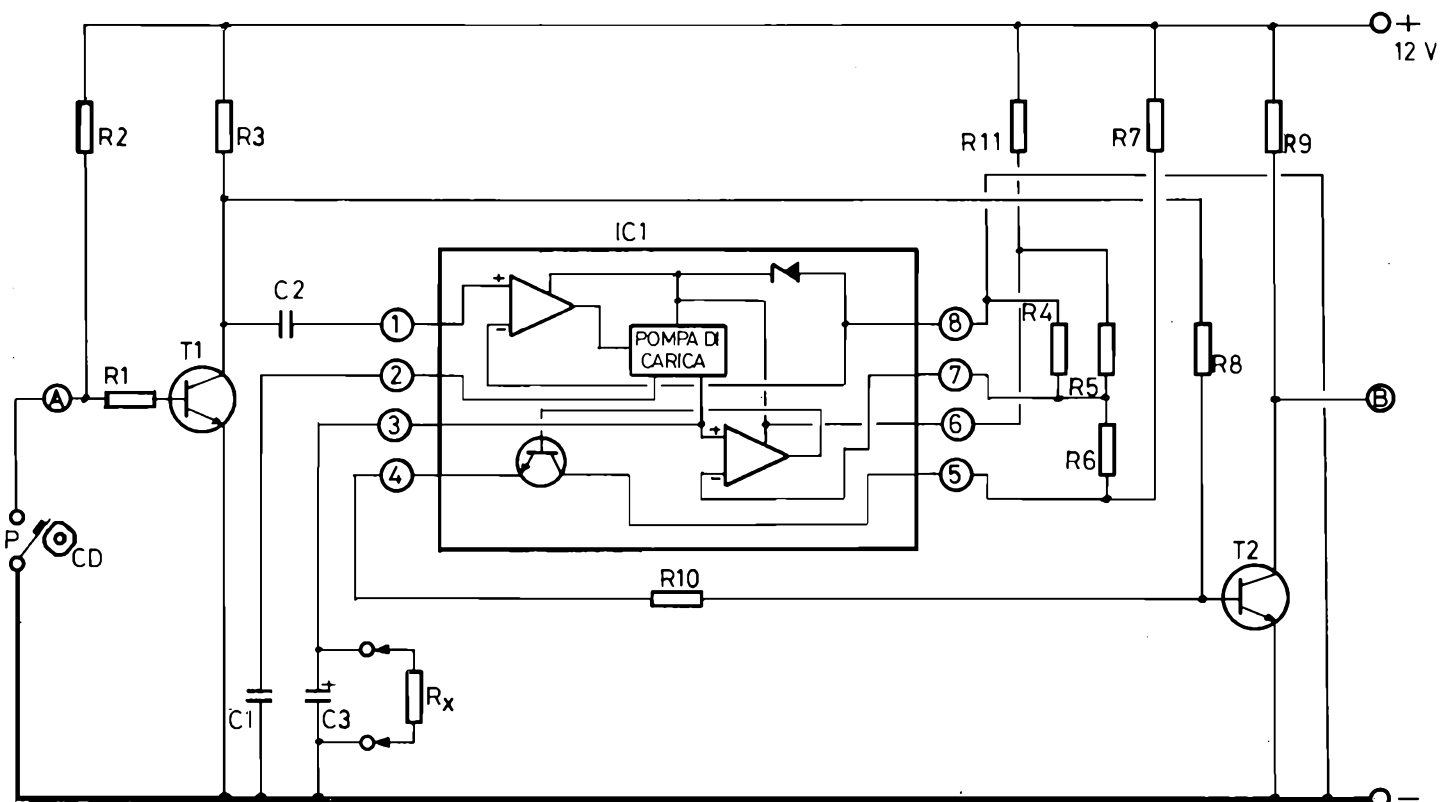 +
12 V
R2
R3
R11
R7
R9
IC1
C2
+
1
8
R4
-
POMPA DI
CARICA
R8
T1
R1
2
7
R5
A
B
3
6
+
R6
4
5
-
P
CD
T2
R10
+
Rx
C1
C3
-